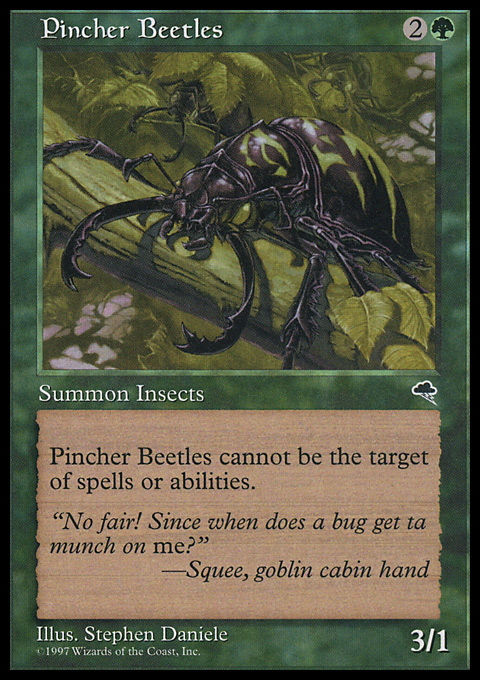 Pincher Beetles 2
Summon Insects
Pincher Beetles cannot be the target
of spells or abilities.
“No fair! Since when does a bug get ta
munch on me?”
—Squee, goblin cabin hand
Illus. Stephen Daniele
©1997 Wizards of the Coast, Inc.
3/1